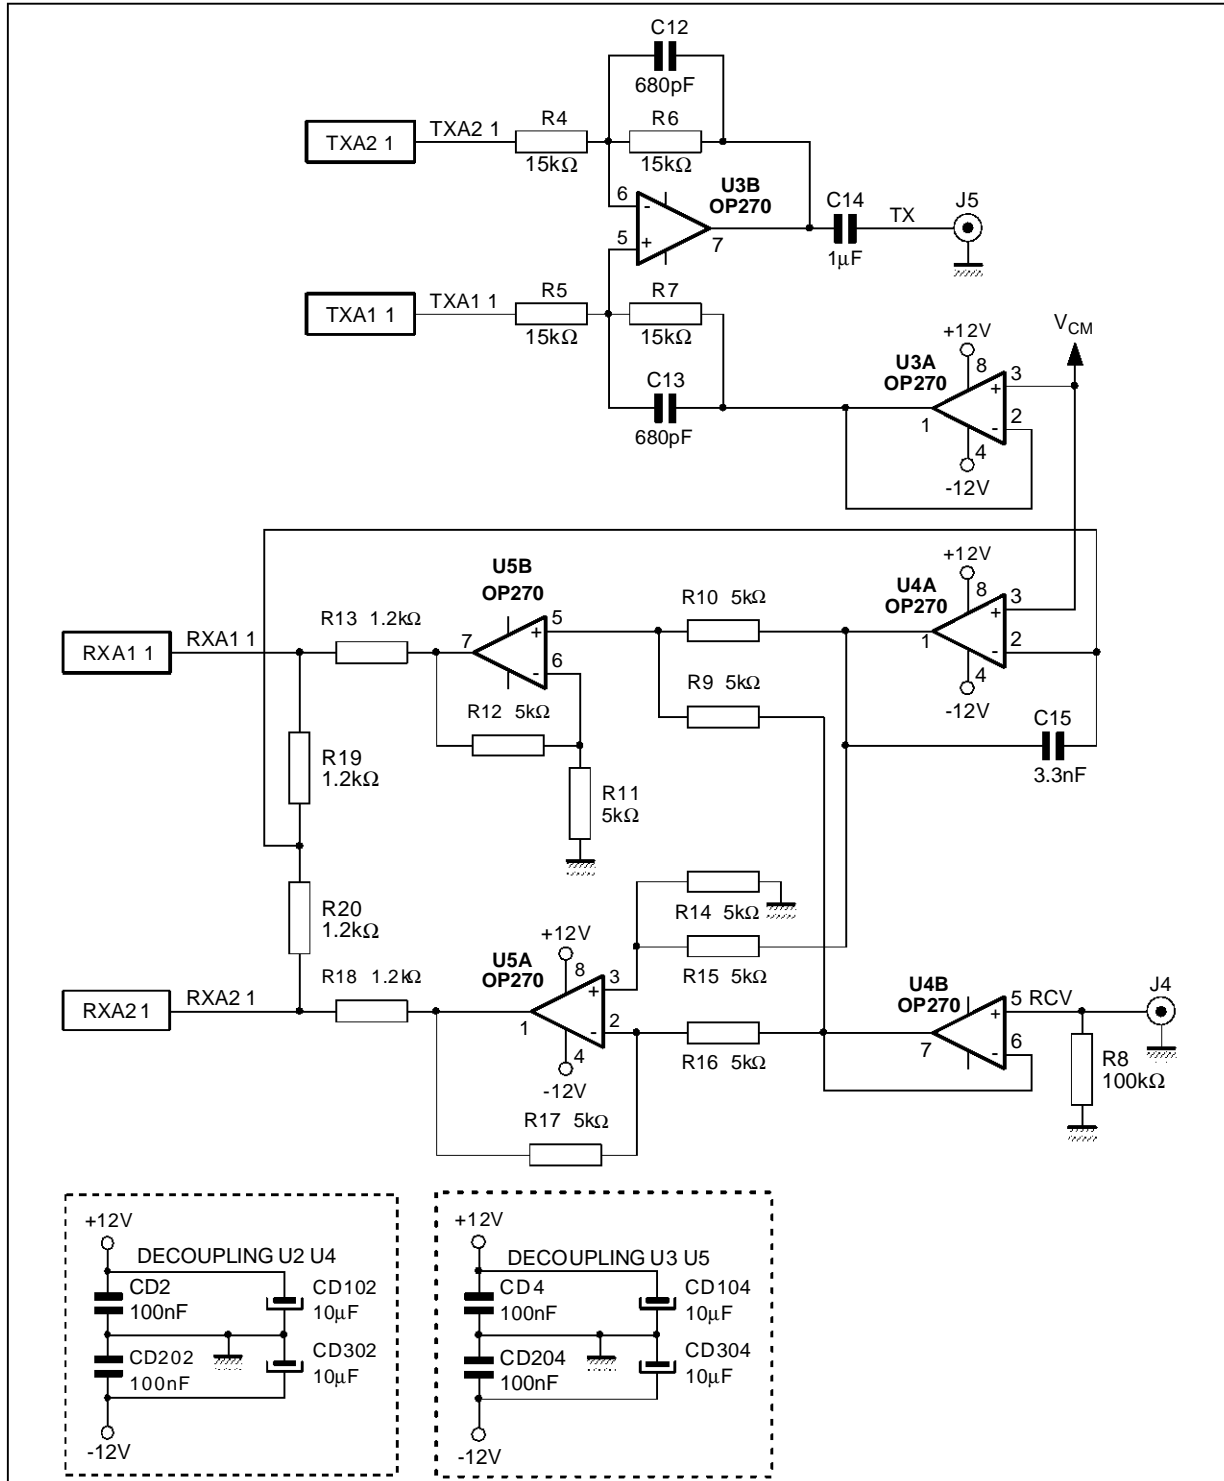 C12
680pF
TXA2 1
TXA2 1
R4
15kΩ
R6
15kΩ
6
-
5
+
7
U3B
OP270
C14
1µF
TX
J5
TXA1 1
TXA1 1
R5
15kΩ
R7
15kΩ
C13
680pF
VCM
+12V
U3A
OP270
8
3
+
2
-
1
4
-12V
U5B
OP270
R10 5kΩ
+12V
U4A
OP270
8
3
+
2
-
1
4
-12V
RXA1 1
RXA1 1
R13 1.2kΩ
7
5
+
6
-
R9 5kΩ
R12 5kΩ
C15
3.3nF
R19
1.2kΩ
R11
5kΩ
R20
1.2kΩ
R14 5kΩ
R15 5kΩ
+12V
U5A
OP270
8
3
+
2
-
1
4
-12V
RXA2 1
RXA2 1
R18 1.2kΩ
R16 5kΩ
R17 5kΩ
U4B
OP270
5
+
6
-
7
RCV
J4
R8
100kΩ
+12V
DECOUPLING U2 U4
CD2
100nF
CD102
10µF
CD202
100nF
CD302
10µF
-12V
+12V
DECOUPLING U3 U5
CD4
100nF
CD104
10µF
CD204
100nF
CD304
10µF
-12V